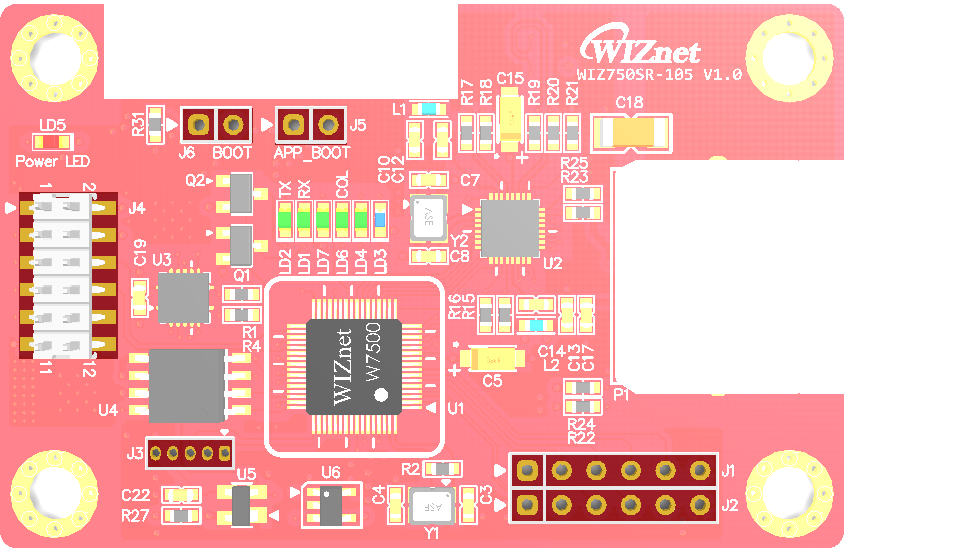 WIZnet
WIZ750SR-105 V1.0
R17
R18
C15
R19
R20
R21
C18
L1
R31
J6
BOOT
APP_BOOT
J5
LD5
Power LED
C10
C12
C7
R25
R23
Q2
TX
RX
COL
1
2
J4
Y2
C8
U2
LD2
LD1
LD7
LD6
LD4
LD3
C19
U3
Q1
R1
R4
R16
R15
WIZnet
W7500
C14
L2
C13
C17
C5
11
12
U4
U1
P1
R24
R22
J3
U5
U6
R2
J1
C22
R27
C4
C3
Y1
J2